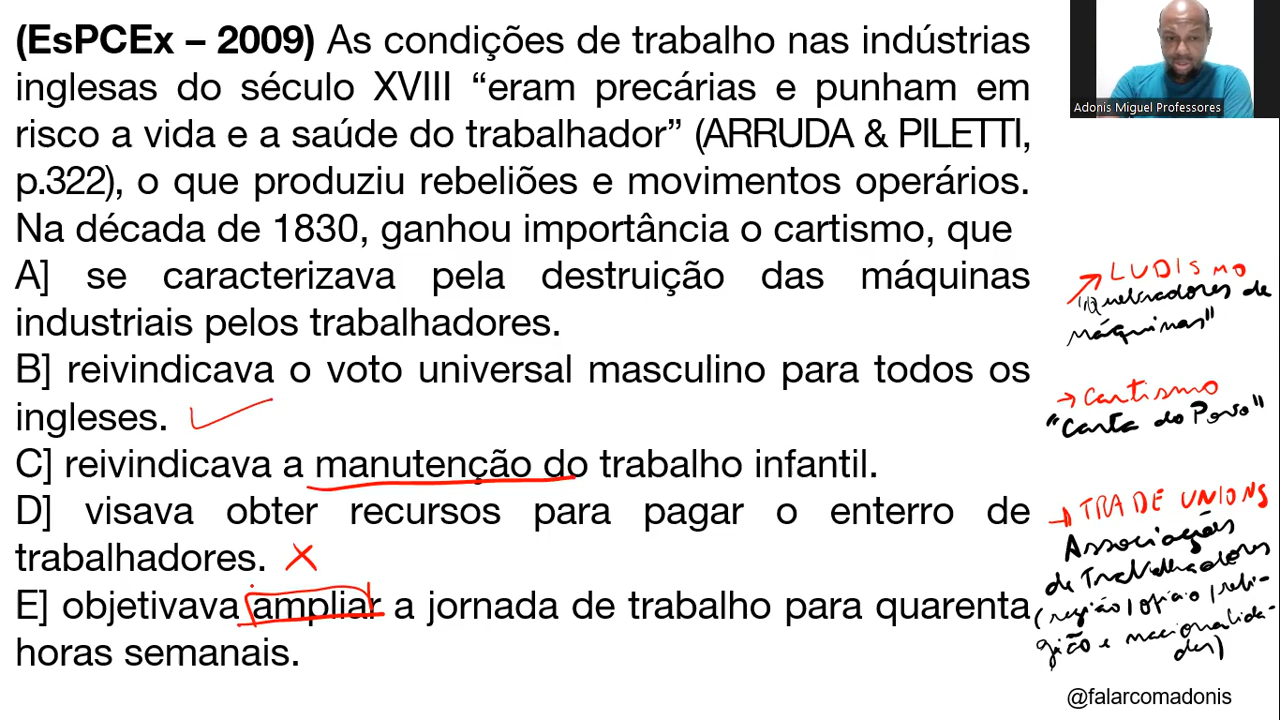 (EsPCEx – 2009) As condições de trabalho nas indústrias
inglesas do século XVIII “eram precárias e punham em
risco a vida e a saúde do trabalhador” (ARRUDA & PILETTI,
p.322), o que produziu rebeliões e movimentos operários.
Na década de 1830, ganhou importância o cartismo, que
A] se caracterizava pela destruição das máquinas
industriais pelos trabalhadores.
B] reivindicava o voto universal masculino para todos os
ingleses.
C] reivindicava a manutenção do trabalho infantil.
D] visava obter recursos para pagar o enterro de
trabalhadores.
E] objetivava ampliar a jornada de trabalho para quarenta
horas semanais.
Adonis Miguel Professores
→ LUDISMO
"Quebradores de
máquinas"
→ Cartismo
"Carta do Povo"
→ TRADE UNIONS
Associações
de Trabalhadores
(região/ofício/reli-
gião e nacionalida-
des)
@falarcomadonis